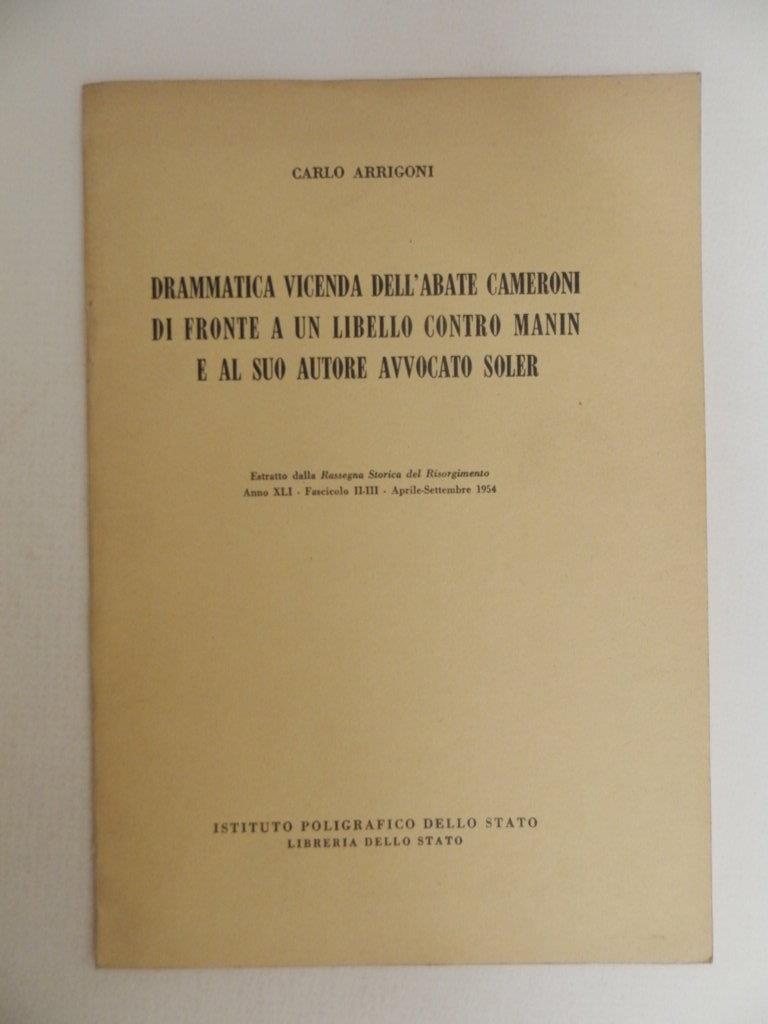 CARLO ARRIGONI
DRAMMATICA VICENDA DELL'ABATE CAMERONI
DI FRONTE A UN LIBELLO CONTRO MANIN
E AL SUO AUTORE AVVOCATO SOLER
Estratto dalla Rassegna Storica del Risorgimento
Anno XLI - Fascicolo II-III - Aprile-Settembre 1954
ISTITUTO POLIGRAFICO DELLO STATO
LIBRERIA DELLO STATO